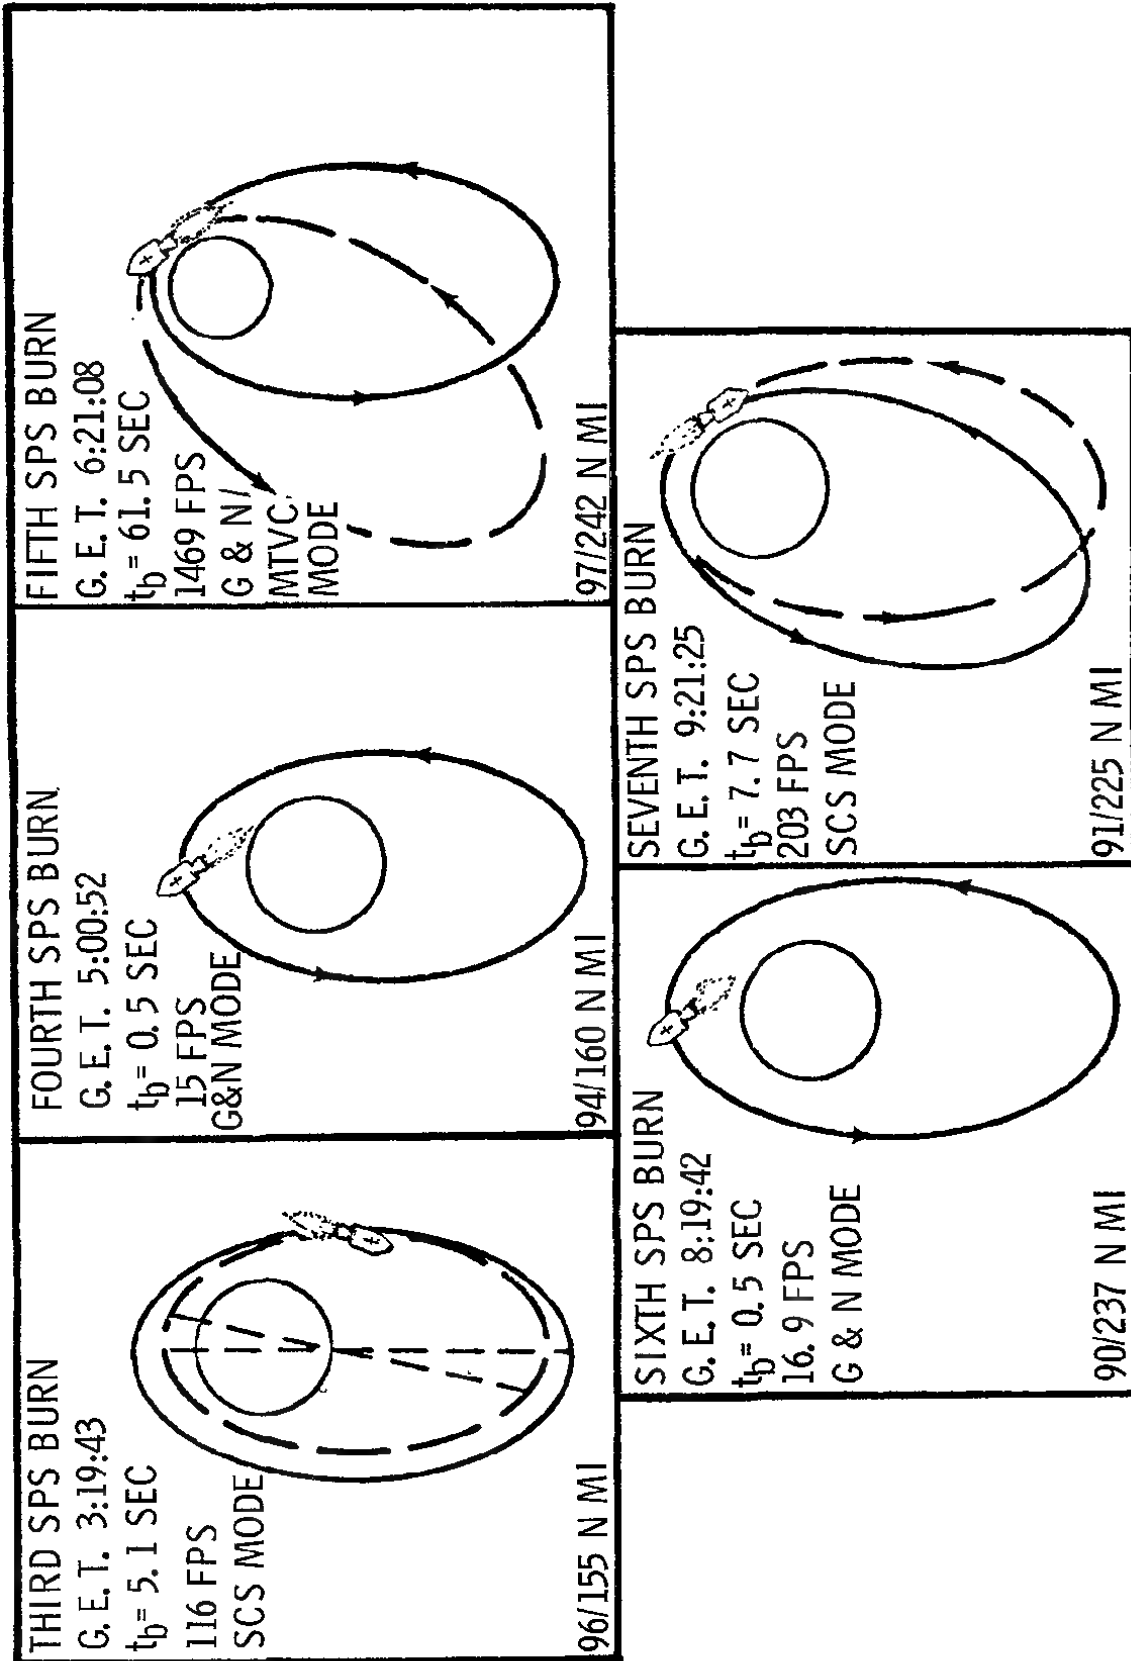 THIRD SPS BURN
G. E. T. 3:19:43
tb= 5.1 SEC
116 FPS
SCS MODE
96/155 N MI
FOURTH SPS BURN
G. E. T. 5:00:52
tb= 0.5 SEC
15 FPS
G&N MODE
94/160 N MI
FIFTH SPS BURN
G. E. T. 6:21:08
tb= 61.5 SEC
1469 FPS
G & N/
MTVC
MODE
97/242 N MI
SIXTH SPS BURN
G. E. T. 8:19:42
tb= 0.5 SEC
16.9 FPS
G & N MODE
90/237 N MI
SEVENTH SPS BURN
G. E. T. 9:21:25
tb= 7.7 SEC
203 FPS
SCS MODE
91/225 N MI